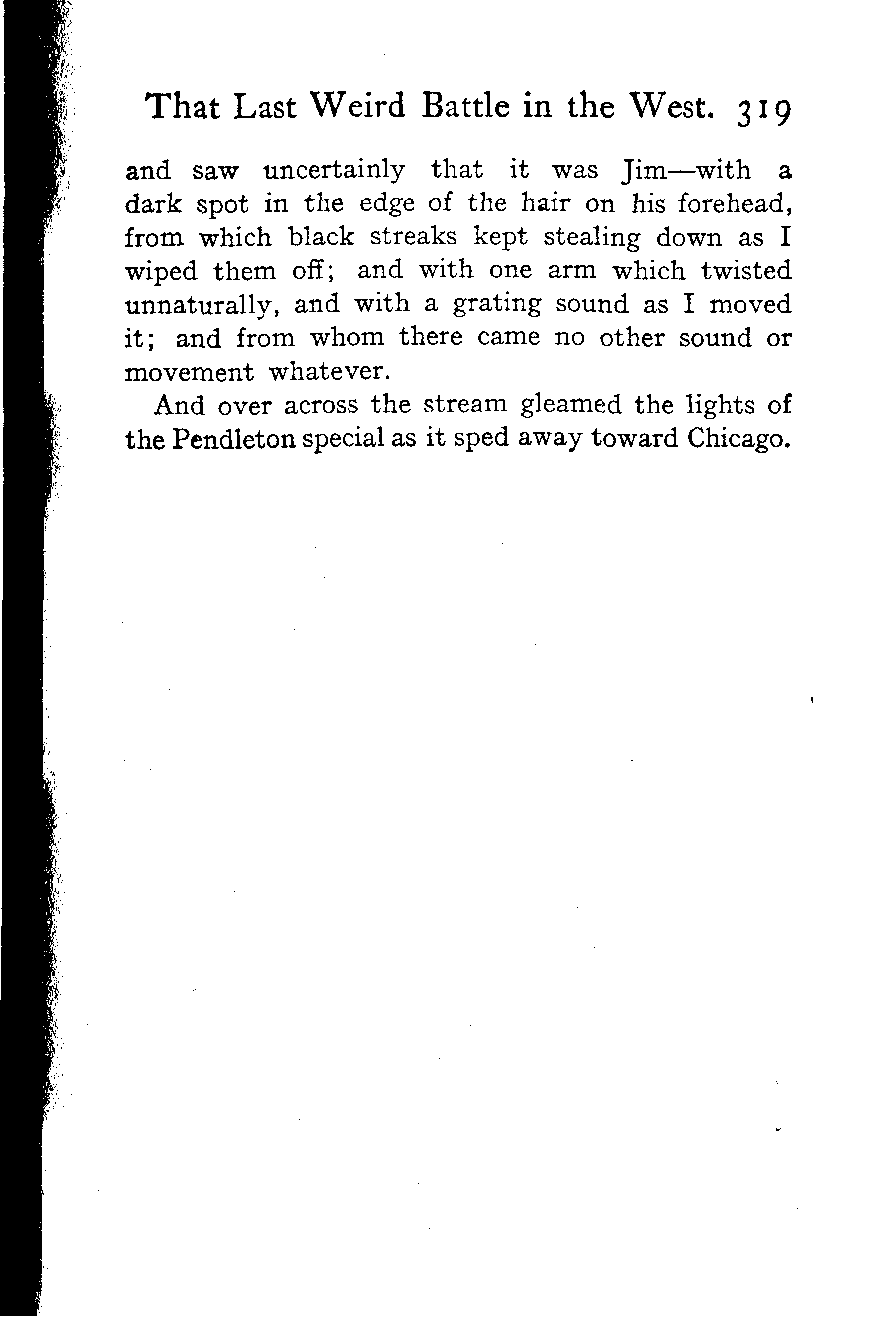 That Last Weird Battle in the West. 319
and saw uncertainly that it was Jim—with a
dark spot in the edge of the hair on his forehead,
from which black streaks kept stealing down as I
wiped them off; and with one arm which twisted
unnaturally, and with a grating sound as I moved
it; and from whom there came no other sound or
movement whatever.
And over across the stream gleamed the lights of
the Pendleton special as it sped away toward Chicago.